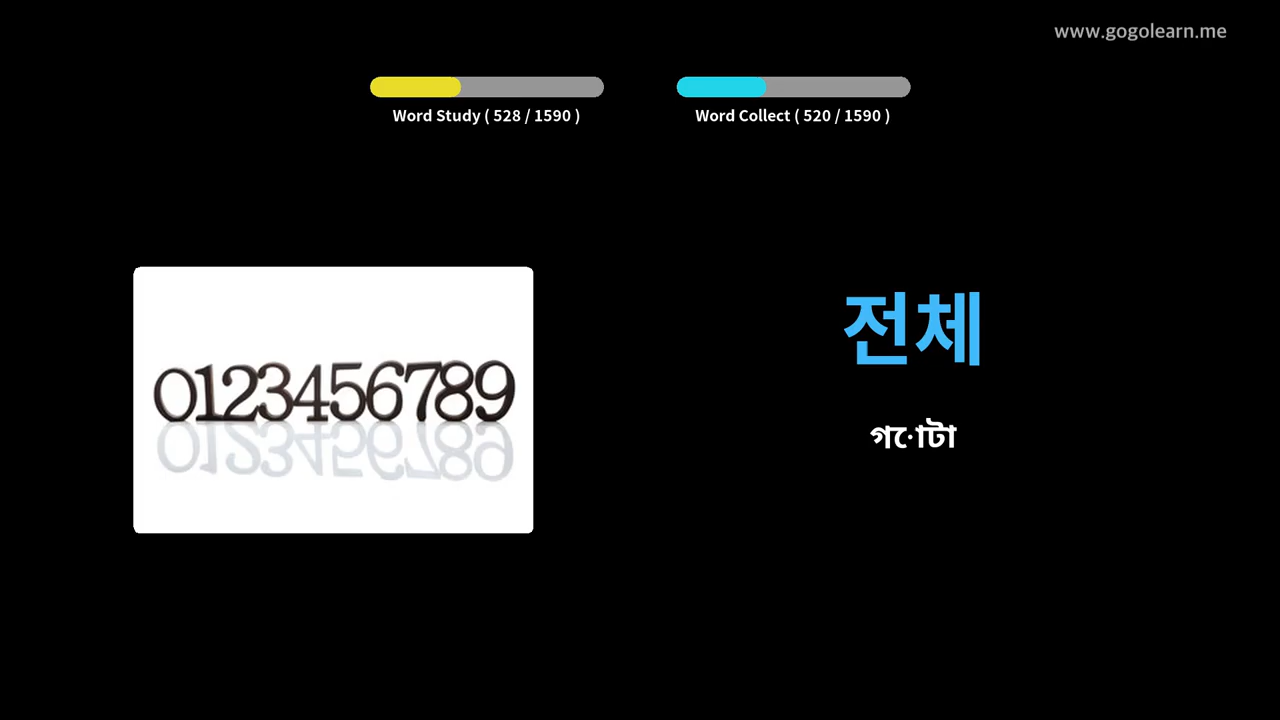 www.gogolearn.me
Word Study ( 528 / 1590 )
Word Collect ( 520 / 1590 )
0123456789
전체
গোটা